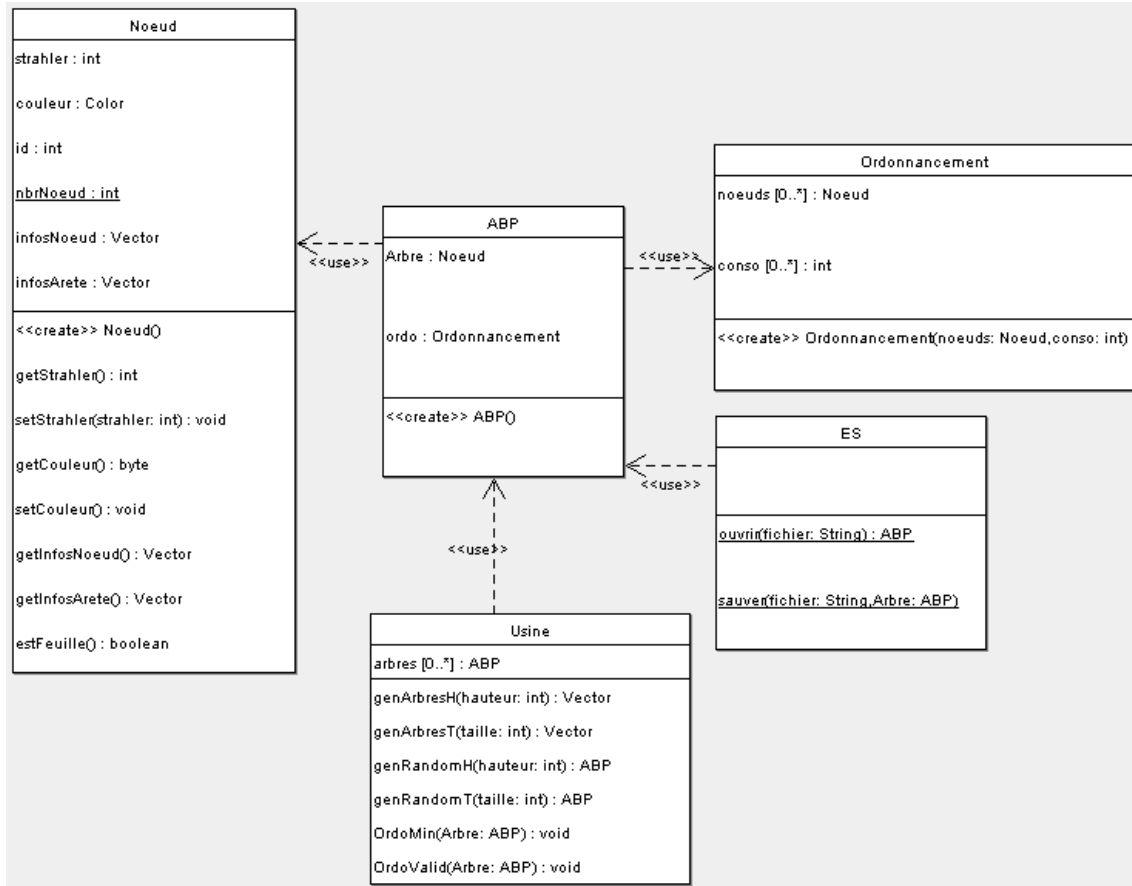 Noeud
strahler : int
couleur : Color
id : int
nbrNoeud : int
infosNoeud : Vector
infosArete : Vector
<<create>> Noeud()
getStrahler() : int
setStrahler(strahler: int) : void
getCouleur() : byte
setCouleur() : void
getInfosNoeud() : Vector
getInfosArete() : Vector
estFeuille() : boolean
<<use>>
ABP
Arbre : Noeud
ordo : Ordonnancement
<<create>> ABP()
<<use>>
Ordonnancement
noeuds [0..*] : Noeud
conso [0..*] : int
<<create>> Ordonnancement(noeuds: Noeud,conso: int)
<<use>>
ES
ouvrir(fichier: String) : ABP
sauver(fichier: String,Arbre: ABP)
<<use>>
Usine
arbres [0..*] : ABP
genArbresH(hauteur: int) : Vector
genArbresT(taille: int) : Vector
genRandomH(hauteur: int) : ABP
genRandomT(taille: int) : ABP
OrdoMin(Arbre: ABP) : void
OrdoValid(Arbre: ABP) : void